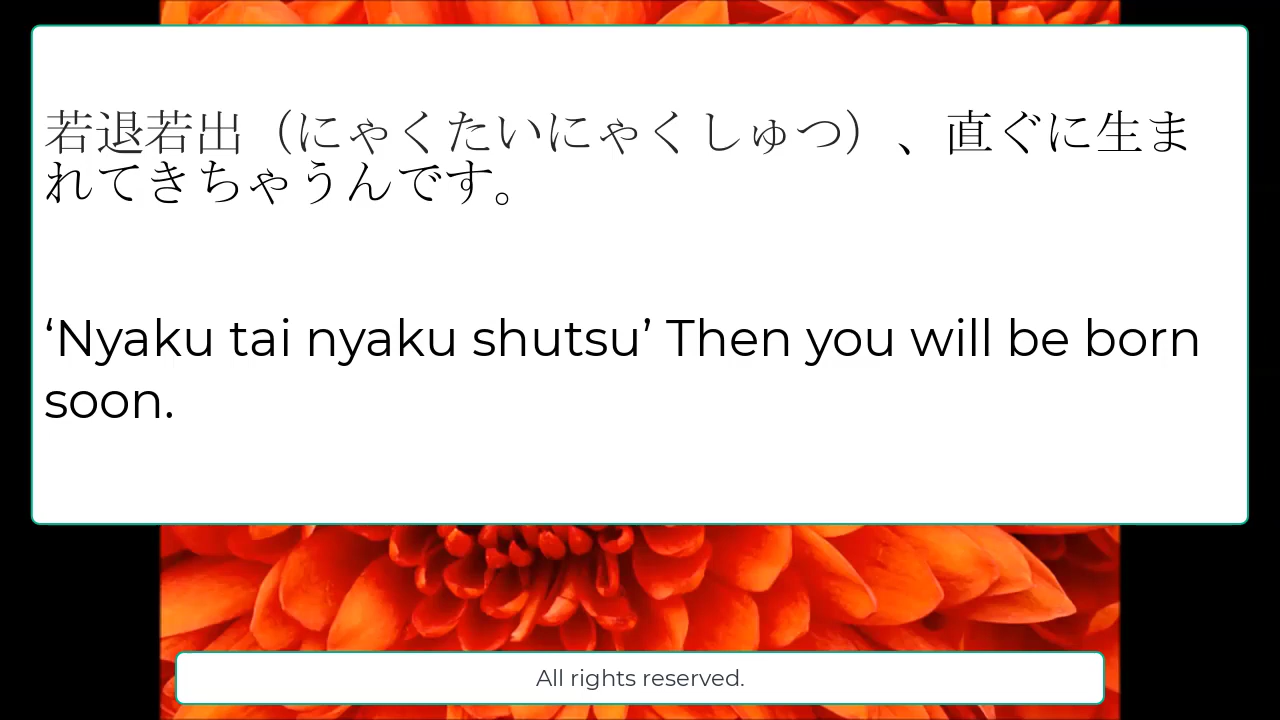 若退若出（にゃくたいにゃくしゅつ）、直ぐに生ま
れてきちゃうんです。
‘Nyaku tai nyaku shutsu’ Then you will be born
soon.
All rights reserved.